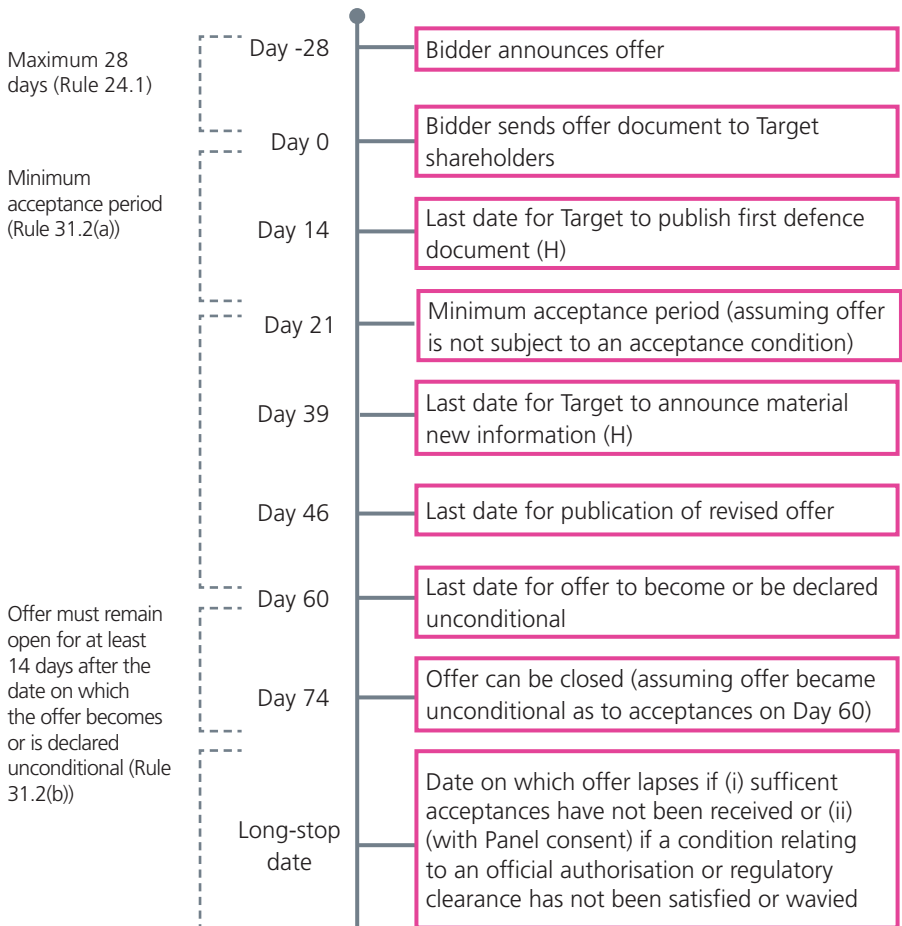 Maximum 28
days (Rule 24.1)
Day -28
Bidder announces offer
Day 0
Bidder sends offer document to Target
shareholders
Minimum
acceptance period
(Rule 31.2(a))
Day 14
Last date for Target to publish first defence
document (H)
Day 21
Minimum acceptance period (assuming offer
is not subject to an acceptance condition)
Day 39
Last date for Target to announce material
new information (H)
Day 46
Last date for publication of revised offer
Day 60
Last date for offer to become or be declared
unconditional
Offer must remain
open for at least
14 days after the
date on which
the offer becomes
or is declared
unconditional (Rule
31.2(b))
Day 74
Offer can be closed (assuming offer became
unconditional as to acceptances on Day 60)
Long-stop
date
Date on which offer lapses if (i) sufficent
acceptances have not been received or (ii)
(with Panel consent) if a condition relating
to an official authorisation or regulatory
clearance has not been satisfied or wavied